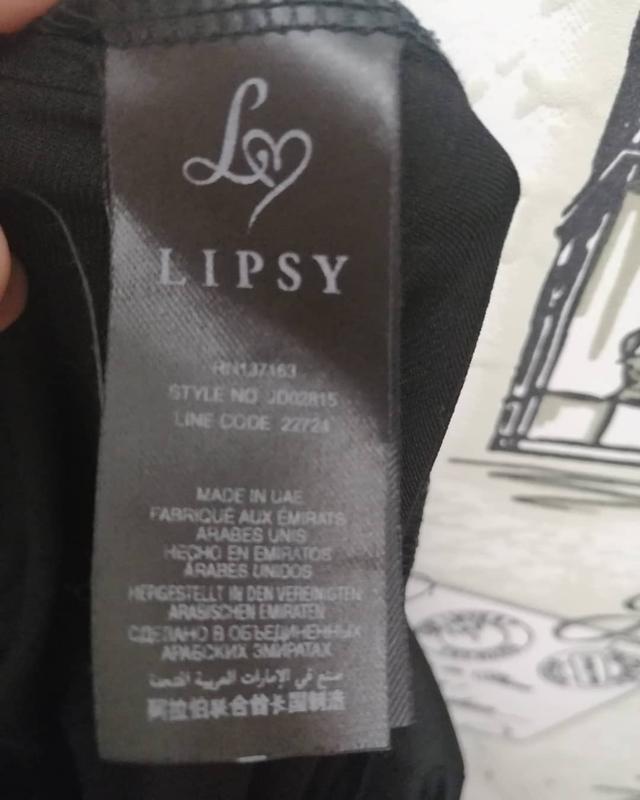 LIPSY
RN137163
STYLE NO JD02815
LINE CODE 22724
MADE IN UAE
FABRIQUÉ AUX ÉMIRATS
ARABES UNIS
HECHO EN EMIRATOS
ÁRABES UNIDOS
HERGESTELLT IN DEN VEREINIGTEN
ARABISCHEN EMIRATEN
СДЕЛАНО В ОБЪЕДИНЕННЫХ
АРАБСКИХ ЭМИРАТАХ
صنع في الإمارات العربية المتحدة
阿拉伯联合酋长国制造